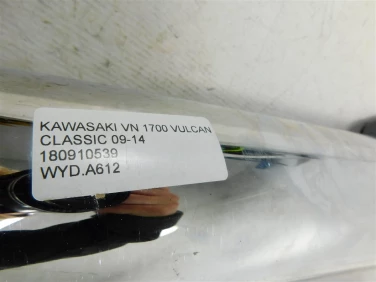 KAWASAKI VN 1700 VULCAN
CLASSIC 09-14
180910539
WYD.A612